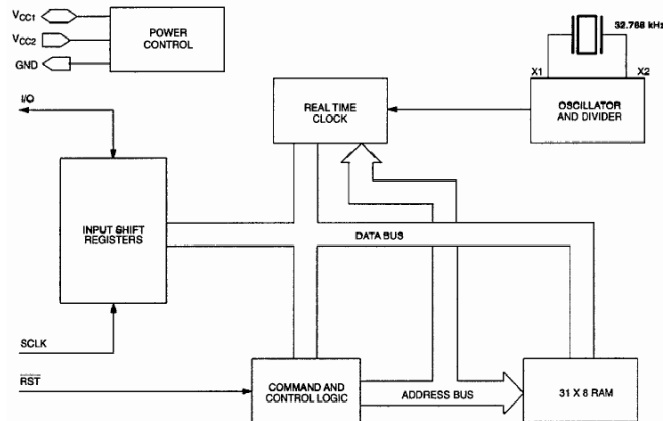 VCC1
VCC2
GND
POWER
CONTROL
32.768 kHz
X1
X2
I/O
REAL TIME
CLOCK
OSCILLATOR
AND DIVIDER
INPUT SHIFT
REGISTERS
DATA BUS
SCLK
RST
COMMAND AND
CONTROL LOGIC
ADDRESS BUS
31 X 8 RAM